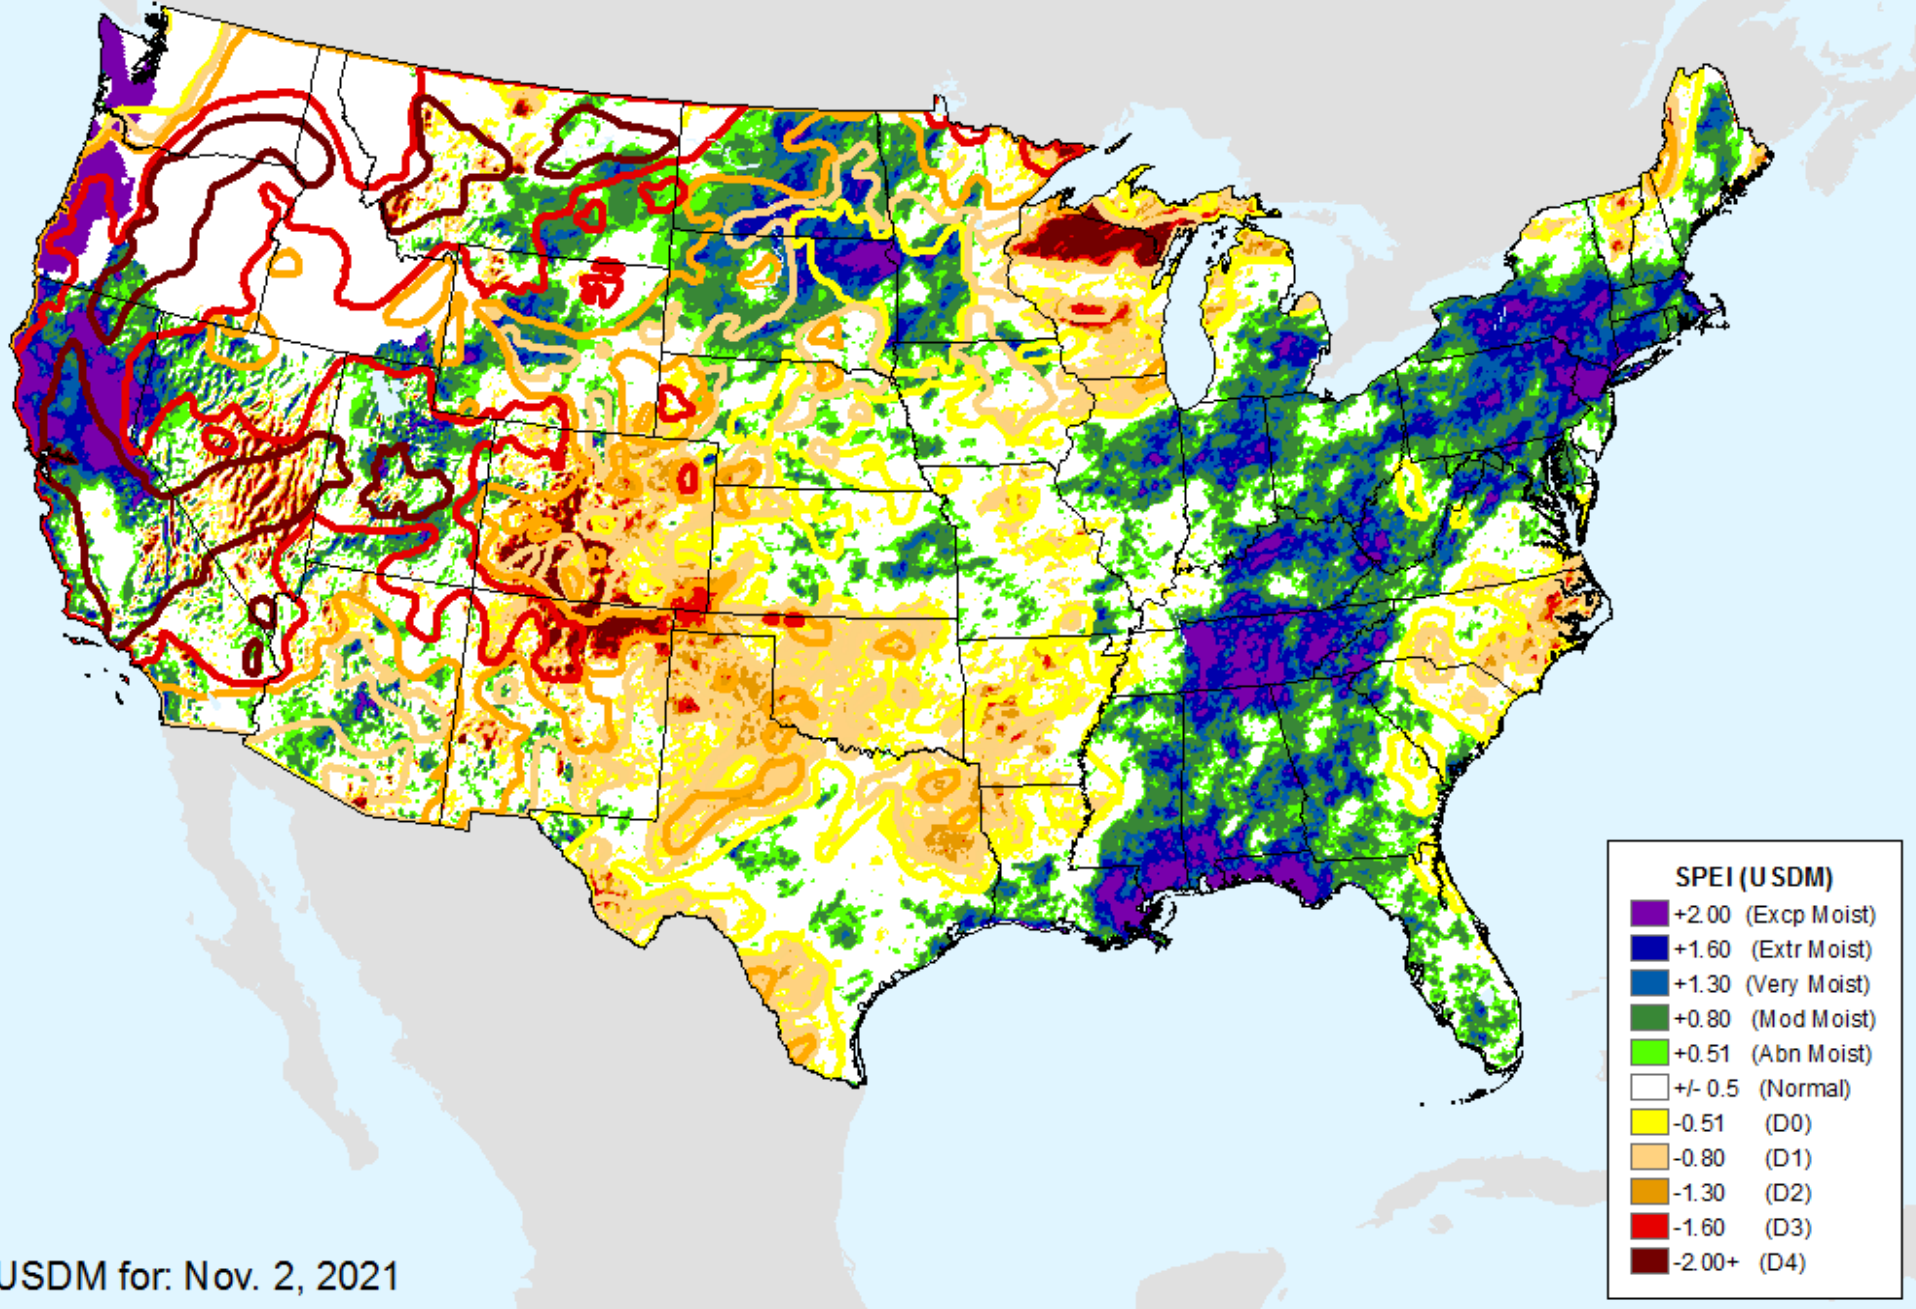 SPEI (USDM)
+2.00 (Excp Moist)
+1.60 (Extr Moist)
+1.30 (Very Moist)
+0.80 (Mod Moist)
+0.51 (Abn Moist)
+/- 0.5 (Normal)
-0.51 (D0)
-0.80 (D1)
-1.30 (D2)
-1.60 (D3)
-2.00+ (D4)
USDM for: Nov. 2, 2021